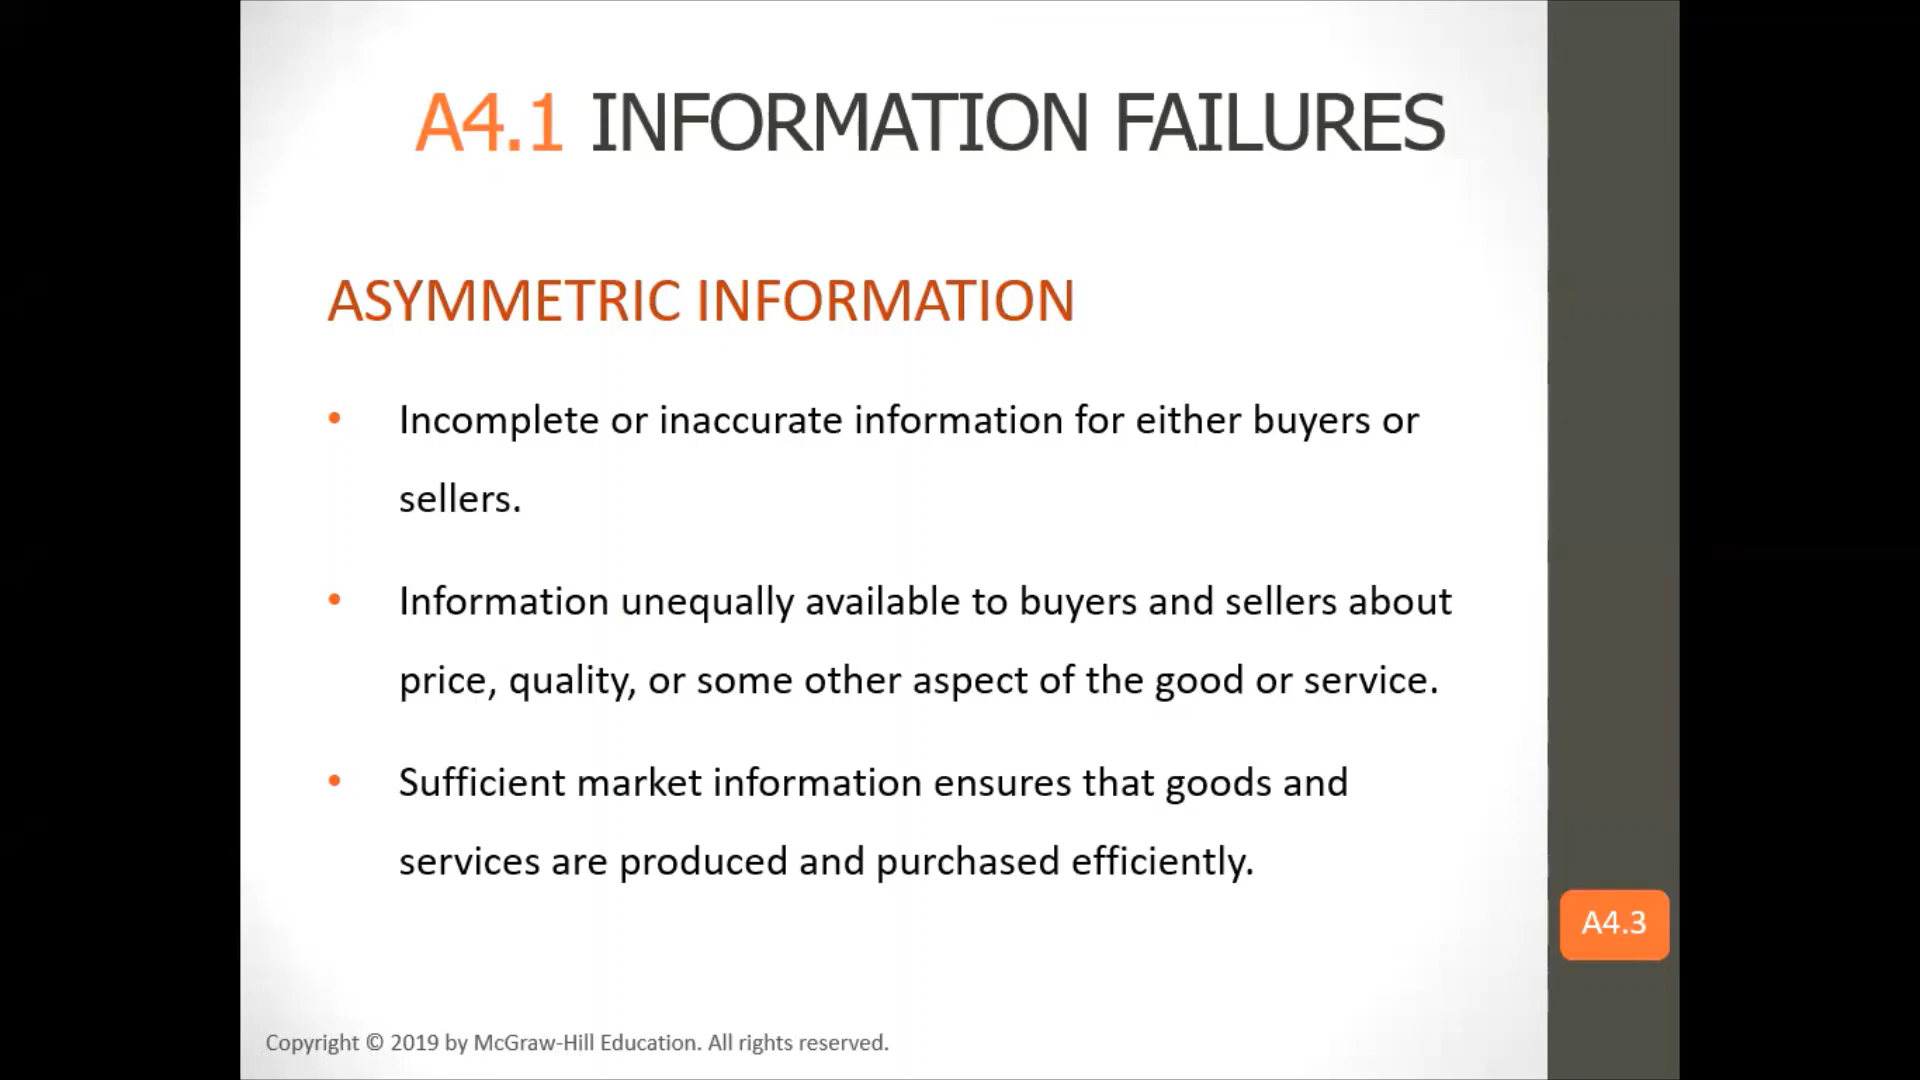 A4.1 INFORMATION FAILURES
ASYMMETRIC INFORMATION
• Incomplete or inaccurate information for either buyers or
sellers.
• Information unequally available to buyers and sellers about
price, quality, or some other aspect of the good or service.
• Sufficient market information ensures that goods and
services are produced and purchased efficiently.
A4.3
Copyright © 2019 by McGraw-Hill Education. All rights reserved.